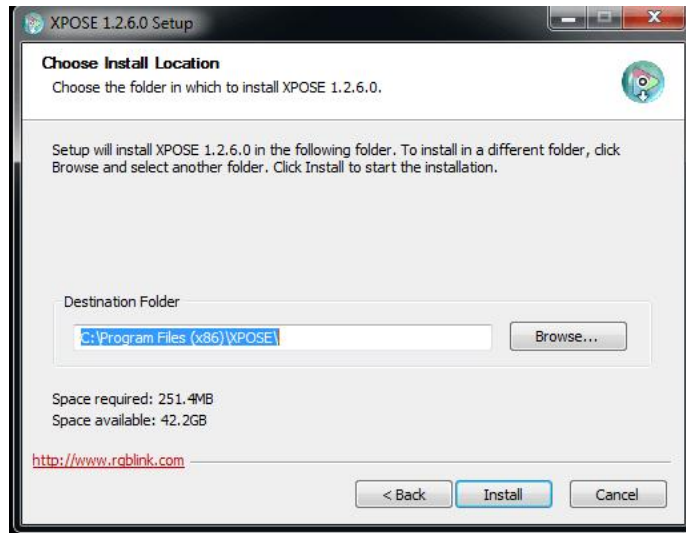 XPOSE 1.2.6.0 Setup
Choose Install Location
Choose the folder in which to install XPOSE 1.2.6.0.
Setup will install XPOSE 1.2.6.0 in the following folder. To install in a different folder, click
Browse and select another folder. Click Install to start the installation.
Destination Folder
C:\Program Files (x86)\XPOSE\
Browse...
Space required: 251.4MB
Space available: 42.2GB
http://www.rgblink.com
< Back
Install
Cancel